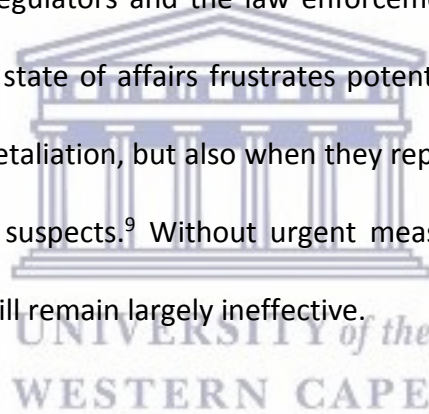 egulators and the law enforceme
state of affairs frustrates potent
etaliation, but also when they rep
suspects.⁹ Without urgent meas
ill remain largely ineffective.
UNIVERSITY of the
WESTERN CAPE